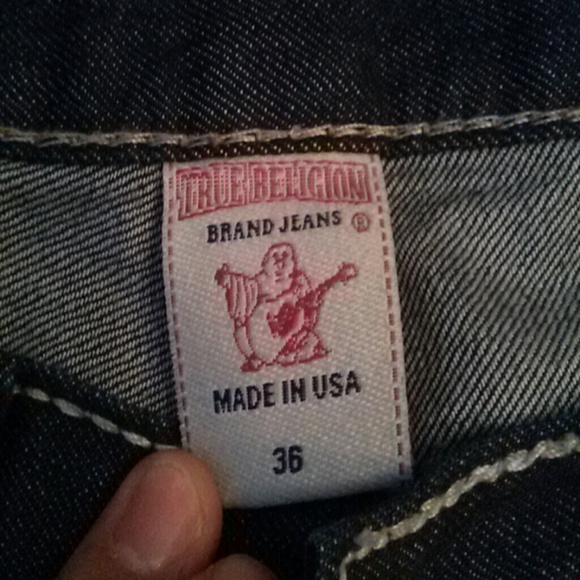 TRUE RELIGION
BRAND JEANS ®
MADE IN USA
36